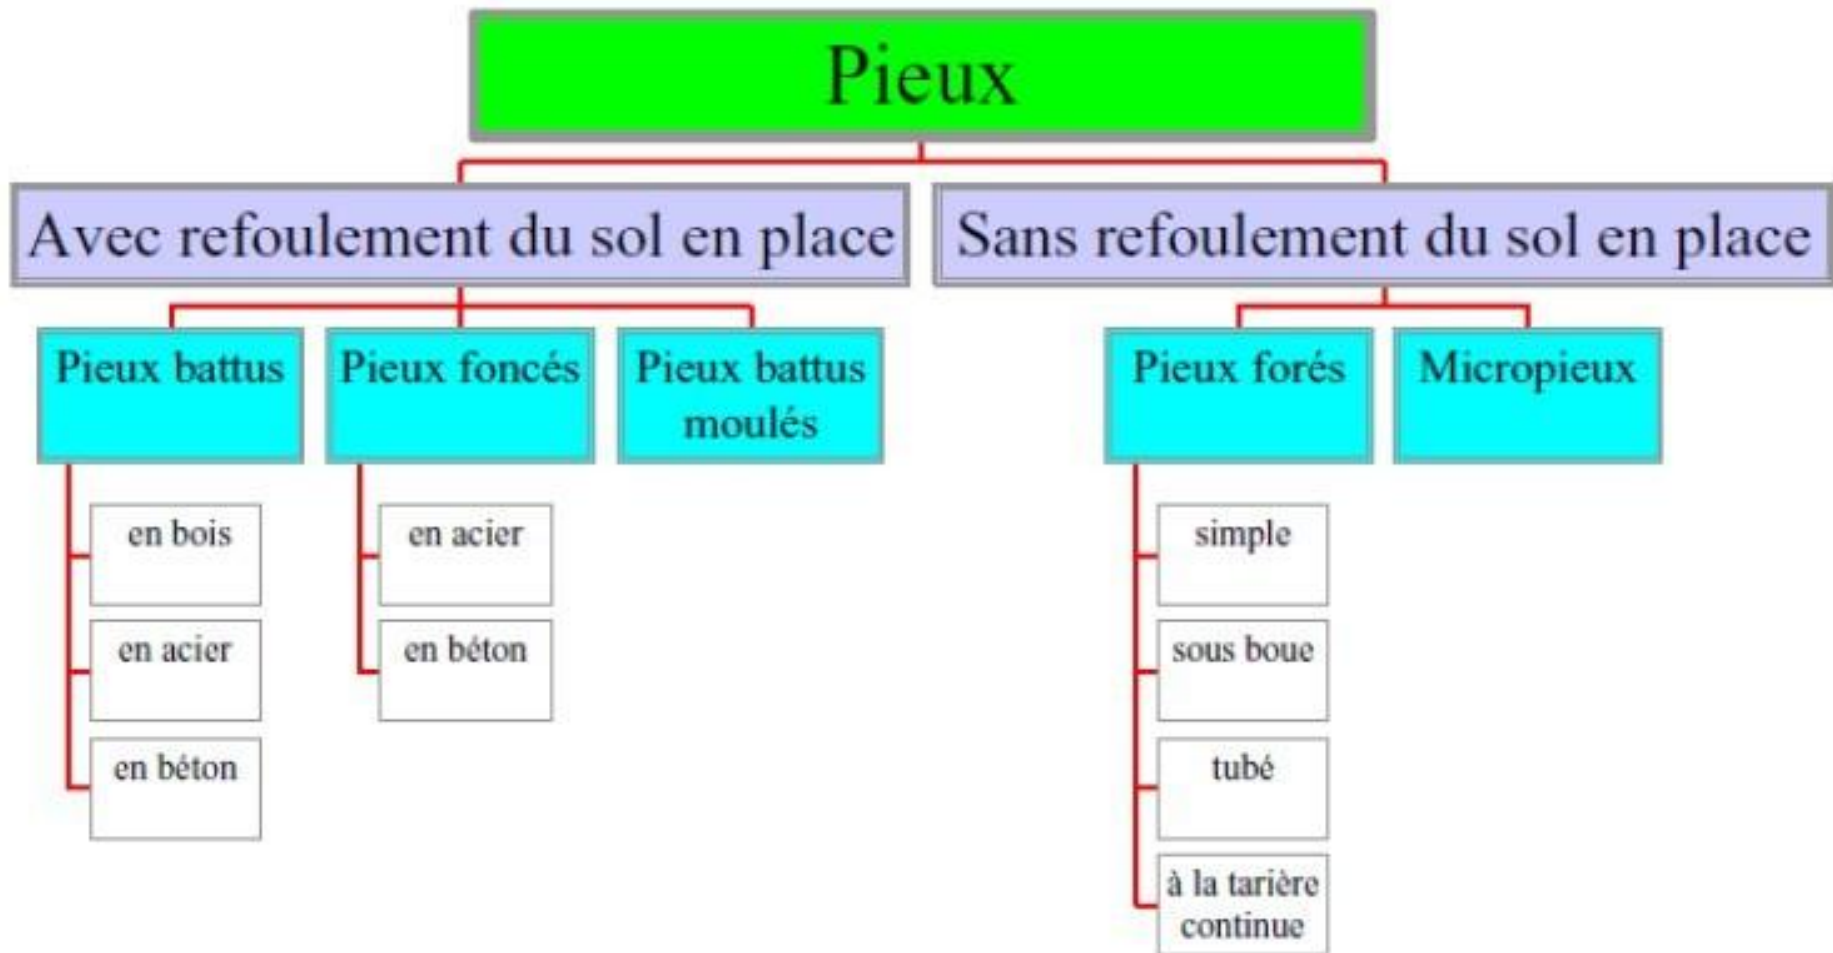 Pieux
Avec refoulement du sol en place
Sans refoulement du sol en place
Pieux battus
Pieux foncés
Pieux battus
moulés
Pieux forés
Micropieux
en bois
en acier
en béton
en acier
en béton
simple
sous boue
tubé
à la tarière
continue